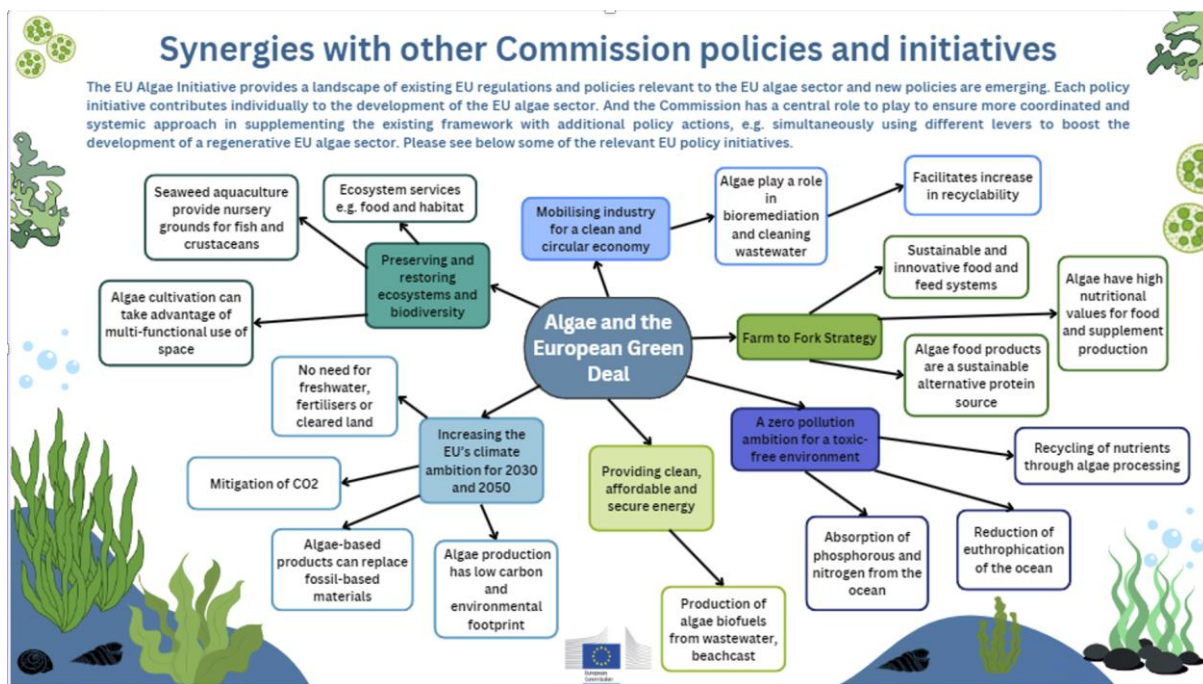 Synergies with other Commission policies and initiatives
The EU Algae Initiative provides a landscape of existing EU regulations and policies relevant to the EU algae sector and new policies are emerging. Each policy
initiative contributes individually to the development of the EU algae sector. And the Commission has a central role to play to ensure more coordinated and
systemic approach in supplementing the existing framework with additional policy actions, e.g. simultaneously using different levers to boost the
development of a regenerative EU algae sector. Please see below some of the relevant EU policy initiatives.
Seaweed aquaculture
provide nursery
grounds for fish and
crustaceans
Ecosystem services
e.g. food and habitat
Mobilising industry
for a clean and
circular economy
Algae play a role
in
bioremediation
and cleaning
wastewater
Facilitates increase
in recyclability
Preserving and
restoring
ecosystems and
biodiversity
Algae cultivation can
take advantage of
multi-functional use of
space
Algae and the
European Green
Deal
Sustainable and
innovative food and
feed systems
Algae have high
nutritional
values for food
and supplement
production
Farm to Fork Strategy
Algae food products
are a sustainable
alternative protein
source
No need for
freshwater,
fertilisers or
cleared land
Increasing the
EU's climate
ambition for 2030
and 2050
Mitigation of CO2
Algae-based
products can replace
fossil-based
materials
Algae production
has low carbon
and
environmental
footprint
Providing clean,
affordable and
secure energy
Production of
algae biofuels
from wastewater,
beachcast
A zero pollution
ambition for a toxic-
free environment
Recycling of nutrients
through algae processing
Absorption of
phosphorous and
nitrogen from the
ocean
Reduction of
euthrophication
of the ocean
European
Commission